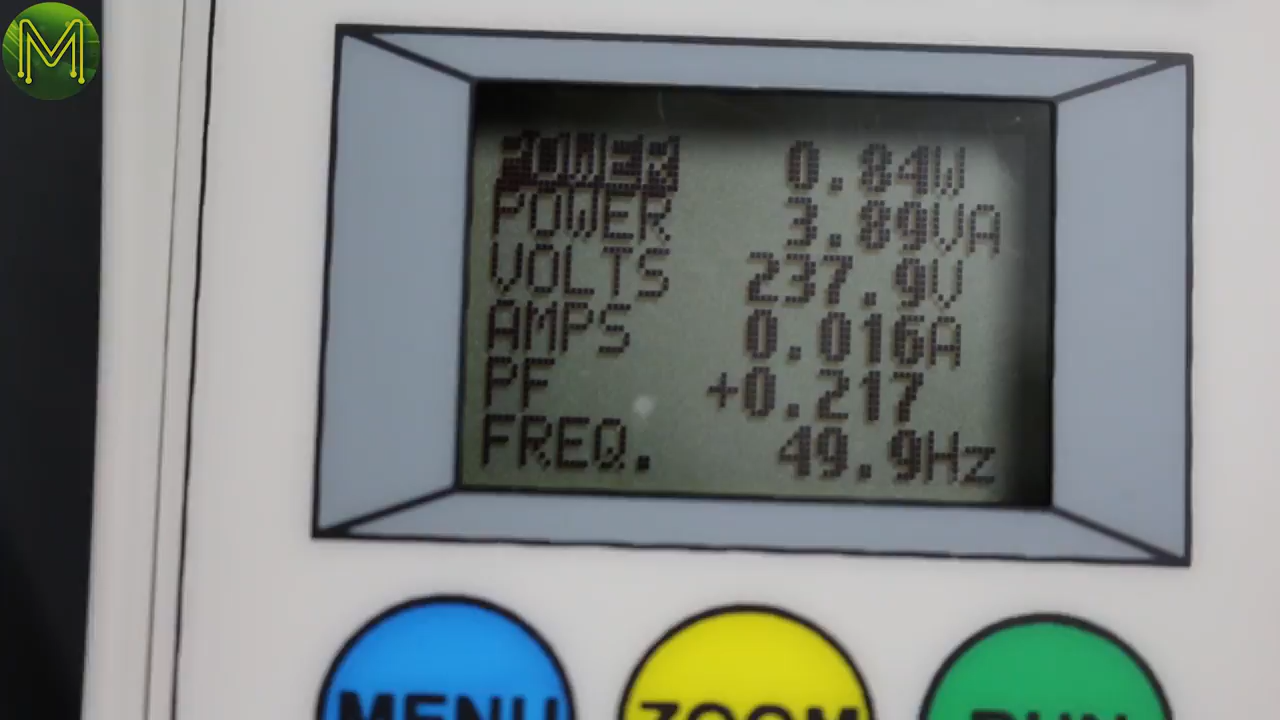 M
POWER 0.84W
POWER 3.89VA
VOLTS 237.9V
AMPS 0.016A
PF +0.217
FREQ. 49.9Hz
MENU ZOOM RUN